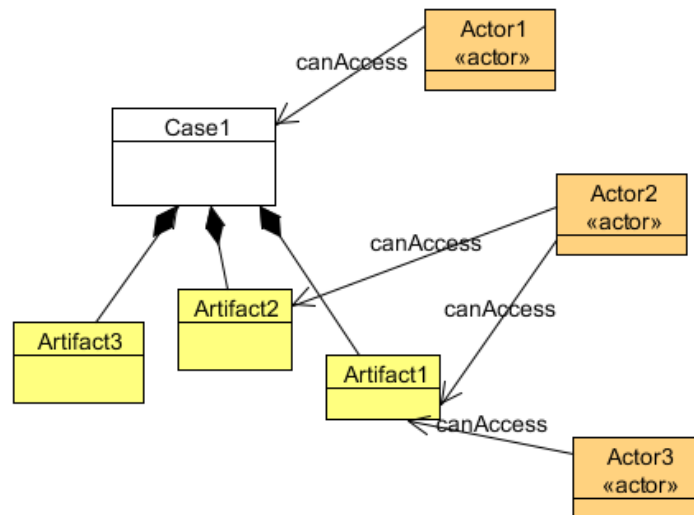 Actor1
«actor»
canAccess
Case1
Actor2
«actor»
canAccess
Artifact2
canAccess
Artifact3
Artifact1
canAccess
Actor3
«actor»